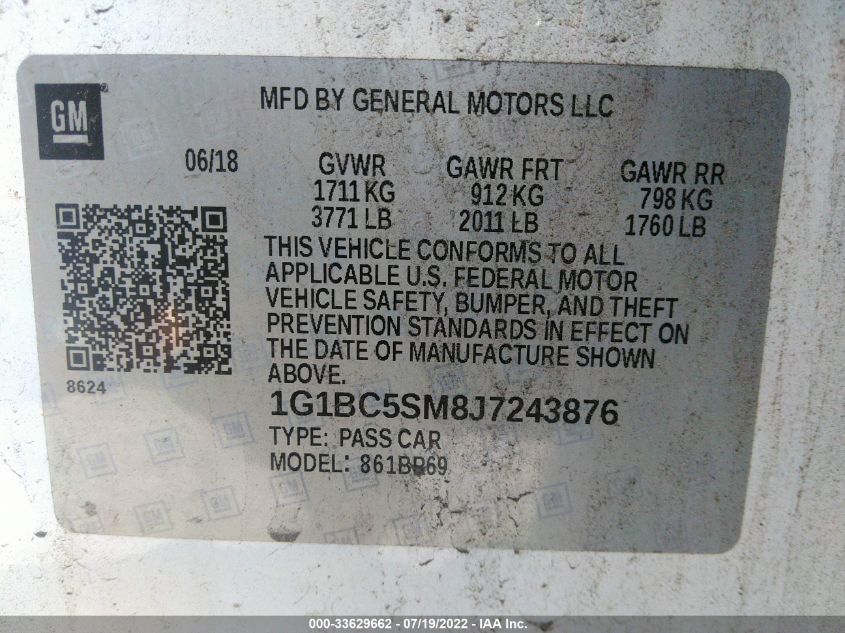 GM
MFD BY GENERAL MOTORS LLC
06/18 GVWR GAWR FRT GAWR RR
1711 KG 912 KG 798 KG
3771 LB 2011 LB 1760 LB
THIS VEHICLE CONFORMS TO ALL
APPLICABLE U.S. FEDERAL MOTOR
VEHICLE SAFETY, BUMPER, AND THEFT
PREVENTION STANDARDS IN EFFECT ON
THE DATE OF MANUFACTURE SHOWN
ABOVE.
8624
1G1BC5SM8J7243876
TYPE: PASS CAR
MODEL: 861BR69
000-33629662 - 07/19/2022 - IAA Inc.